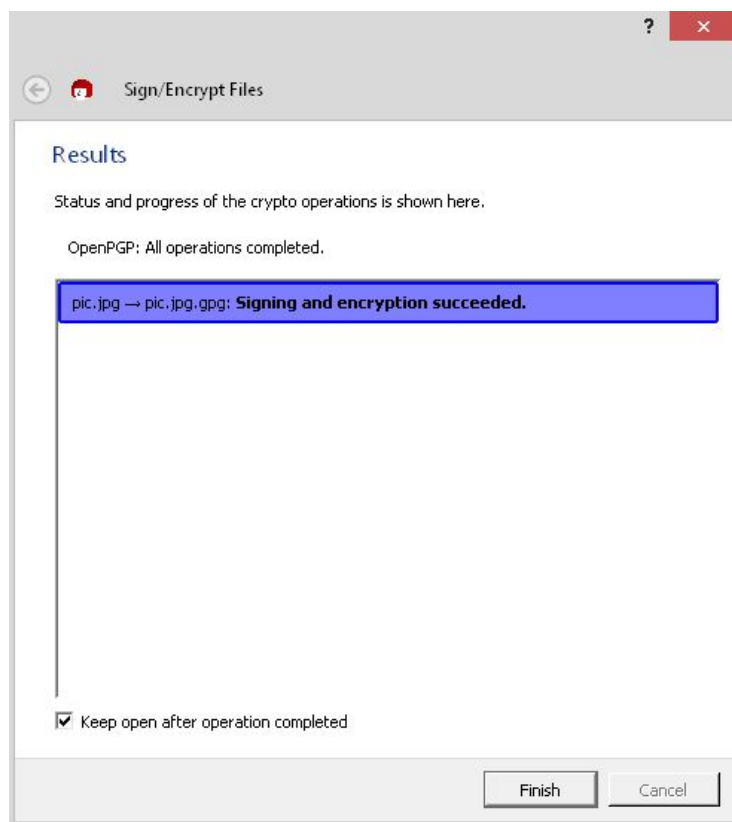 ?
×
Sign/Encrypt Files
Results
Status and progress of the crypto operations is shown here.
OpenPGP: All operations completed.
pic.jpg → pic.jpg.gpg: Signing and encryption succeeded.
Keep open after operation completed
Finish Cancel